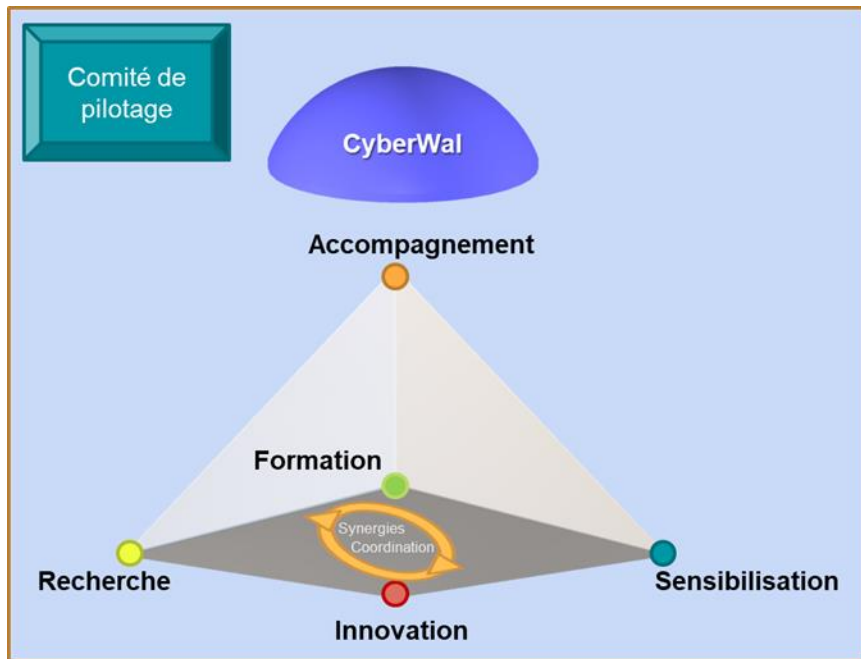 Comité de
pilotage
CyberWal
Accompagnement
Formation
Synergies
Coordination
Recherche
Sensibilisation
Innovation